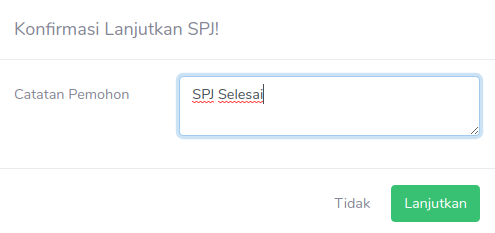 Konfirmasi Lanjutkan SPJ!
Catatan Pemohon
SPJ Selesai
Tidak
Lanjutkan